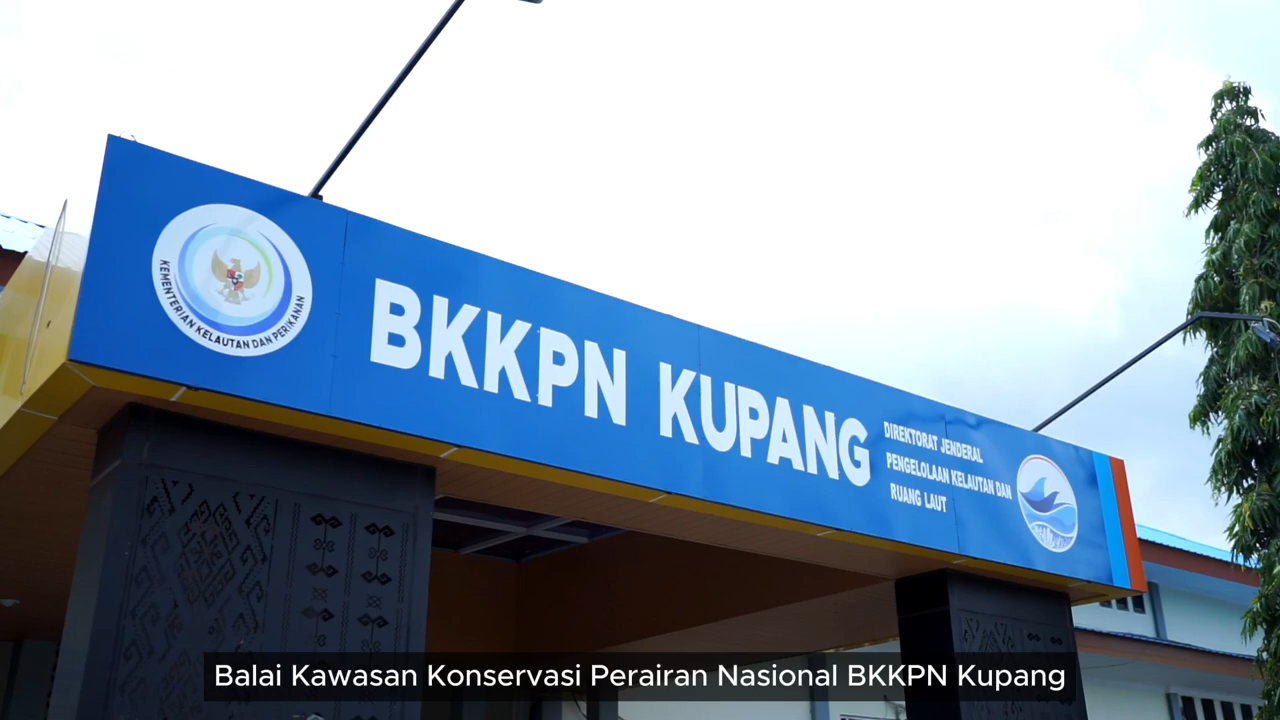 KEMENTERIAN KELAUTAN DAN PERIKANAN
BKKPN KUPANG
DIREKTORAT JENDERAL
PENGELOLAAN KELAUTAN DAN
RUANG LAUT
Balai Kawasan Konservasi Perairan Nasional BKKPN Kupang